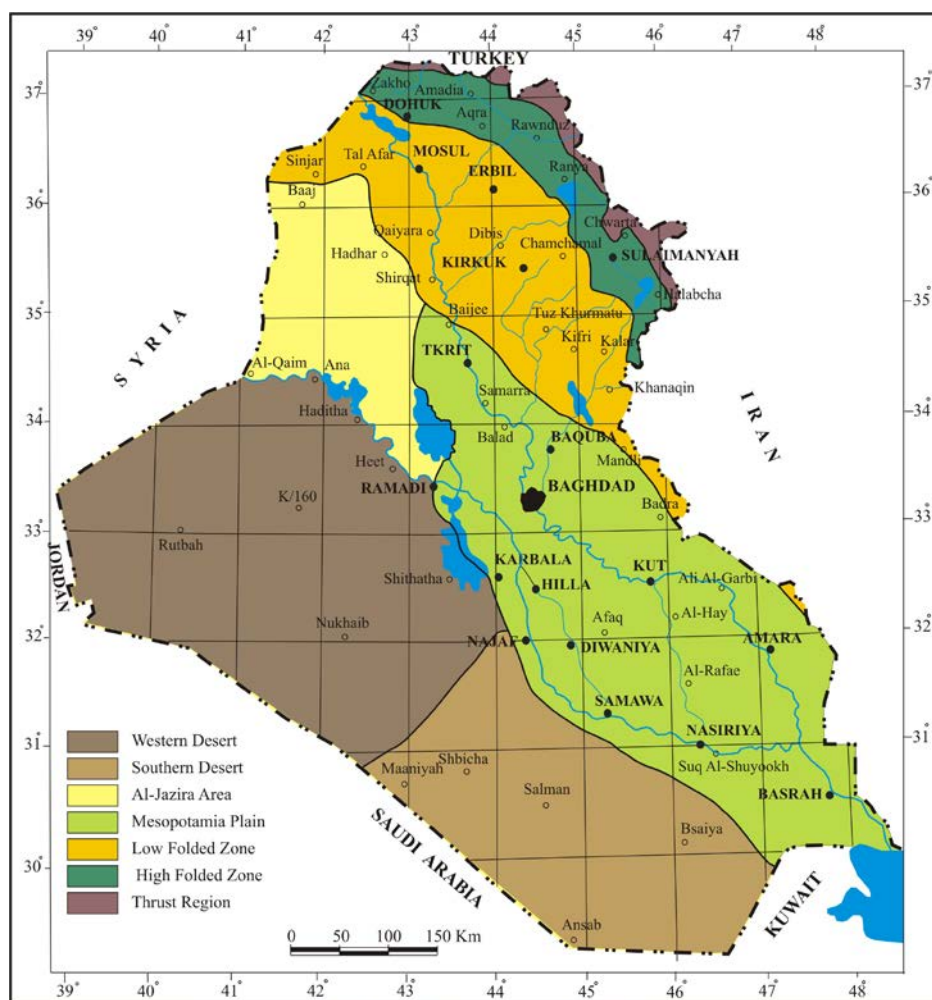 39° 40° 41° 42° 43° 44° 45° 46° 47° 48°
TURKEY
37° 37°
Zakho Amadia
DOHUK Aqra Rawnduz
MOSUL
Sinjar Tal Afar ERBIL Ranya
36° 36°
Baaj
Qaiyara Dibis Chwarta
Hadhar Chamchamal
KIRKUK SULAIMANYAH
Shirqat
Halabcha
35° 35°
Baijee Tuz Khurmatu
SYRIA
TKRIT Kifri Kalar
Al-Qaim Ana
Samarra Khanaqin
34° 34°
IRAN
Haditha Balad
BAQUBA
Heet Mandli
RAMADI BAGHDAD
K/160
Badra
33° 33°
Rutbah
JORDAN
KARBALA KUT
Shithatha HILLA Ali Al-Garbi
Afaq Al-Hay
Nukhaib
32° 32°
NAJAF DIWANIYA AMARA
Al-Rafae
SAMAWA
NASIRIYA
31° 31°
Shbicha Suq Al-Shuyookh
Maaniyah
Salman BASRAH
Bsaiya
SAUDI ARABIA
KUWAIT
30° 30°
Ansab
Western Desert
Southern Desert
Al-Jazira Area
Mesopotamia Plain
Low Folded Zone
High Folded Zone
Thrust Region
0 50 100 150 Km
39° 40° 41° 42° 43° 44° 45° 46° 47° 48°